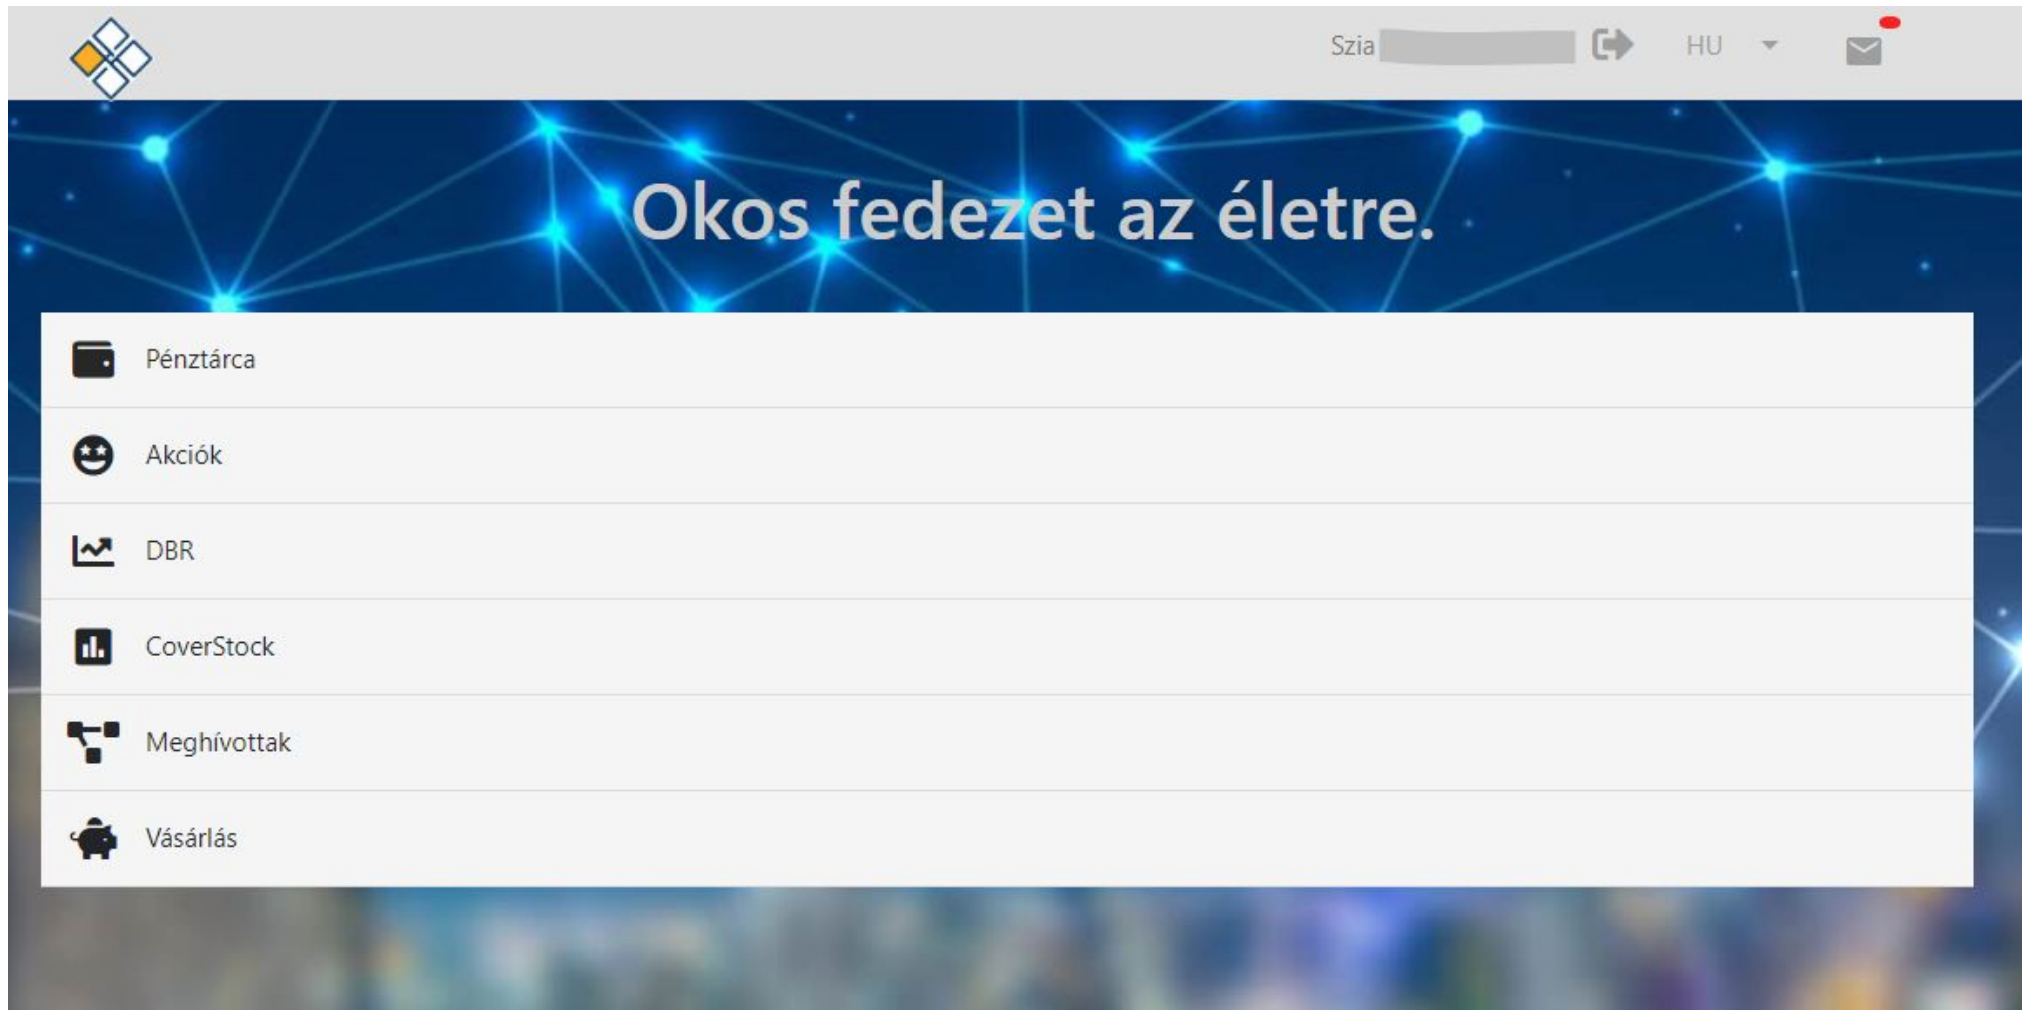 Szia
HU
Okos fedezet az életre.
Pénztárca
Akciók
DBR
CoverStock
Meghívottak
Vásárlás